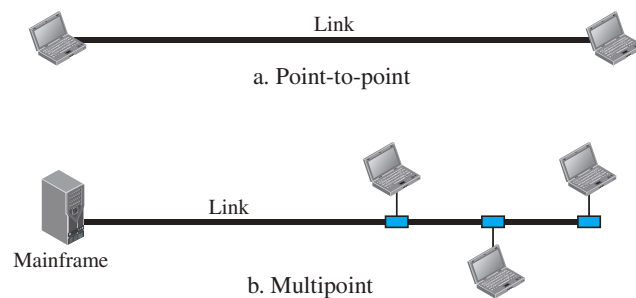 Link
a. Point-to-point
Link
Mainframe
b. Multipoint